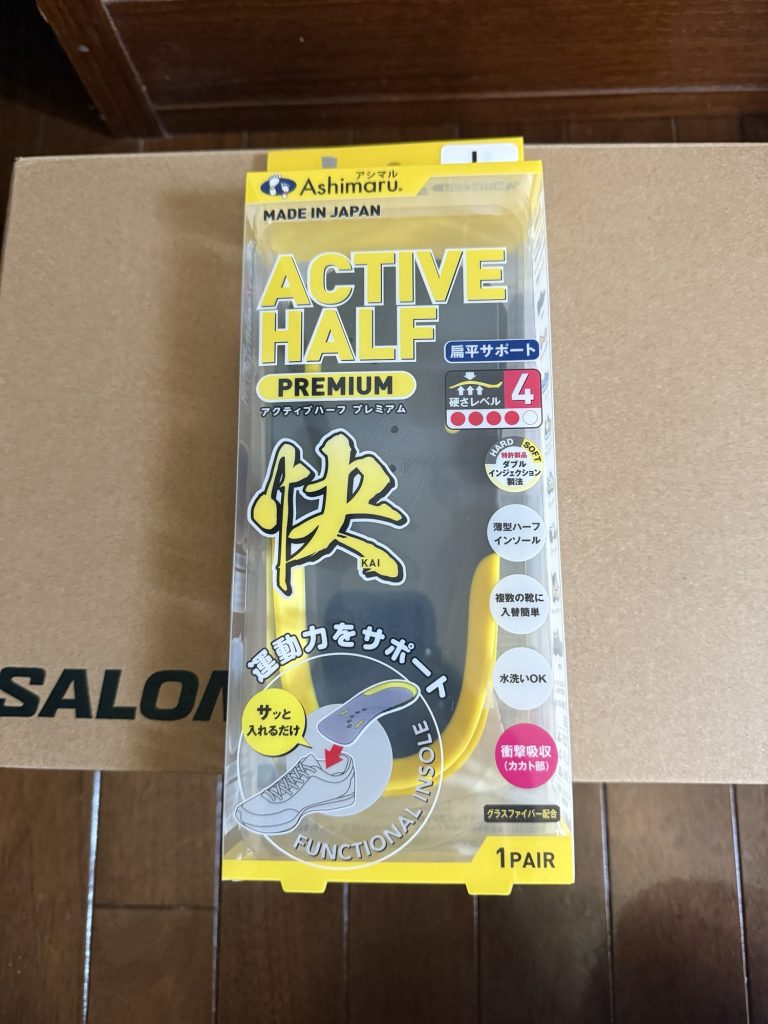 L
アシマル
Ashimaru®
MADE IN JAPAN
ACTIVE
HALF
PREMIUM
アクティブハーフ プレミアム
扁平サポート
硬さレベル
4
HARD SOFT
特許製品
ダブル
インジェクション
製法
快
KAI
薄型ハーフ
インソール
複数の靴に
入替簡単
水洗いOK
運動力をサポート
サッと
入れるだけ
衝撃吸収
(カカト部)
FUNCTIONAL INSOLE
グラスファイバー配合
1PAIR
SALO